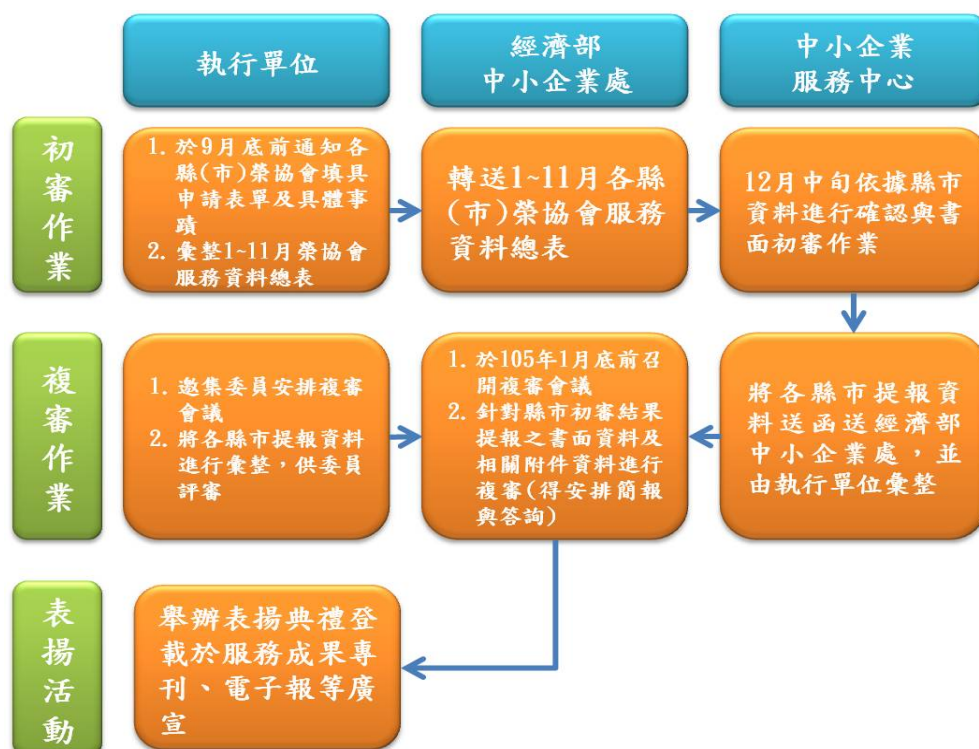 執行單位
經濟部
中小企業處
中小企業
服務中心
初
審
作
業
1. 於9月底前通知各
縣(市)榮協會填具
申請表單及具體事
蹟
2. 彙整1~11月榮協會
服務資料總表
轉送1~11月各縣
(市)榮協會服務
資料總表
12月中旬依據縣市
資料進行確認與書
面初審作業
複
審
作
業
1. 邀集委員安排複審
會議
2. 將各縣市提報資料
進行彙整，供委員
評審
1. 於105年1月底前召
開複審會議
2. 針對縣市初審結果
提報之書面資料及
相關附件資料進行
複審(得安排簡報
與答詢)
將各縣市提報資
料送函送經濟部
中小企業處，並
由執行單位彙整
表
揚
活
動
舉辦表揚典禮登
載於服務成果專
刊、電子報等廣
宣